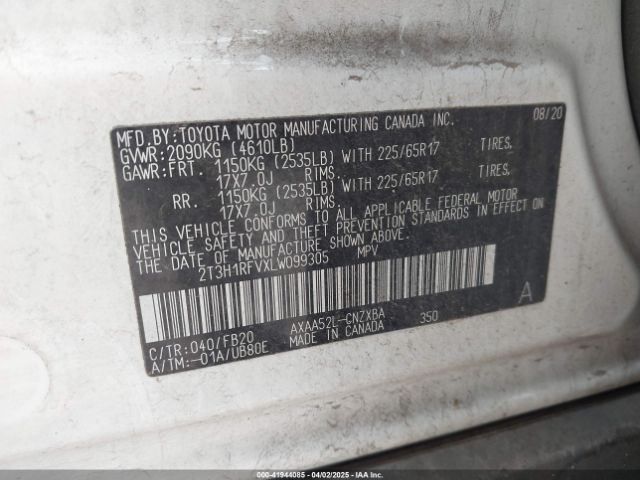 MFD.BY:TOYOTA MOTOR MANUFACTURING CANADA INC. 08/20
GVWR:2090KG (4610LB)
GAWR:FRT. 1150KG (2535LB) WITH 225/65R17 TIRES,
17X7.0J RIMS,
RR. 1150KG (2535LB) WITH 225/65R17 TIRES,
17X7.0J RIMS.
THIS VEHICLE CONFORMS TO ALL APPLICABLE FEDERAL MOTOR
VEHICLE SAFETY AND THEFT PREVENTION STANDARDS IN EFFECT ON
THE DATE OF MANUFACTURE SHOWN ABOVE.
2T3H1RFVXLW099305 MPV
A
C/TR:040/FB20 AXAA52L-CNZXBA 350
A/TM:-01A/UB80E MADE IN CANADA
000-41944085 - 04/02/2025 - IAAI.COM